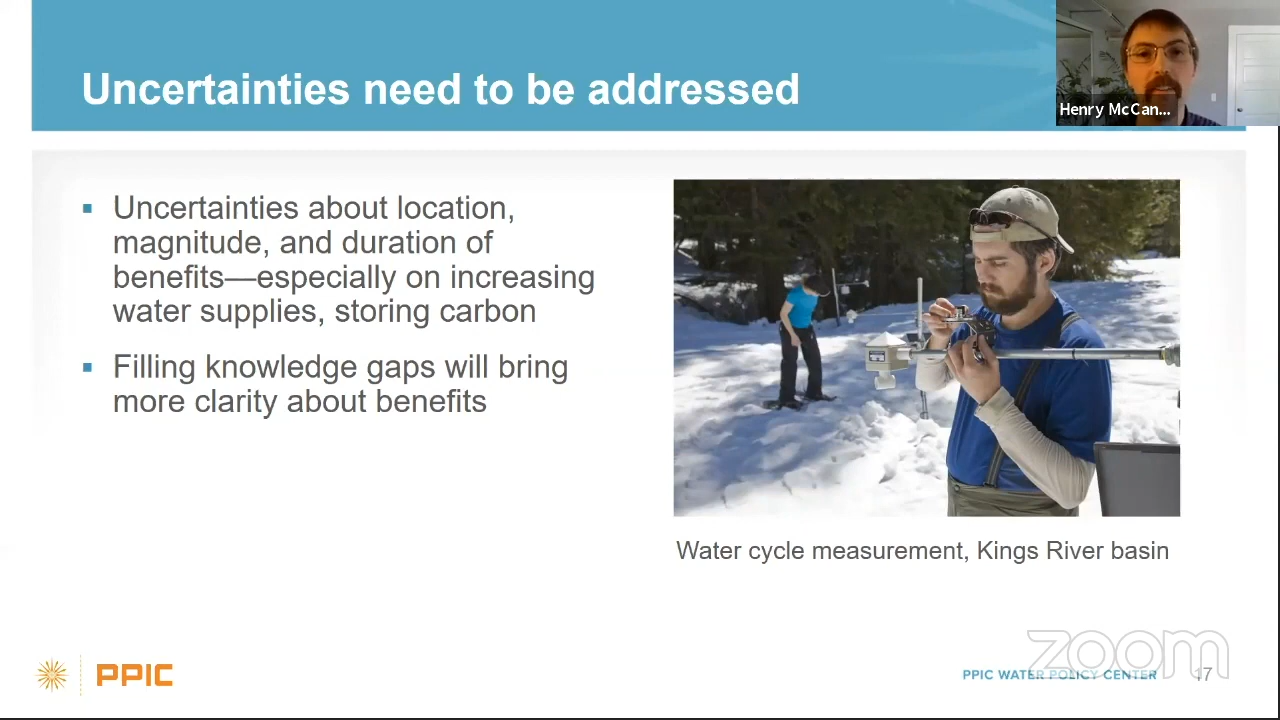 Uncertainties need to be addressed
Henry McCan...
Uncertainties about location,
magnitude, and duration of
benefits—especially on increasing
water supplies, storing carbon
Filling knowledge gaps will bring
more clarity about benefits
Water cycle measurement, Kings River basin
PPIC
PPIC WATER POLICY CENTER
zoom
17